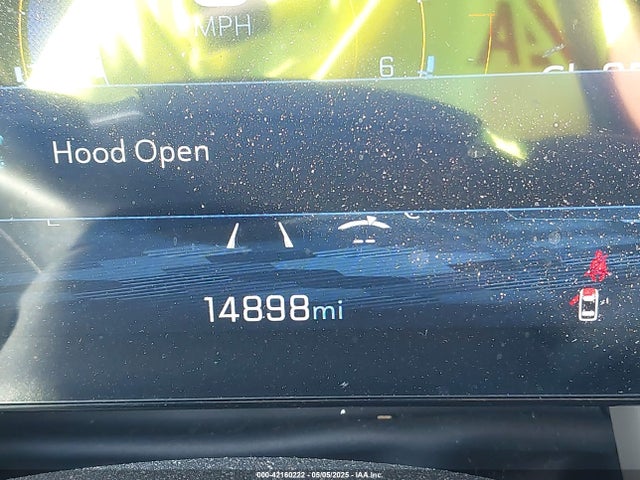 MPH
6
Hood Open
14898mi
000-42160222 - 05/05/2025 - IAA Inc.